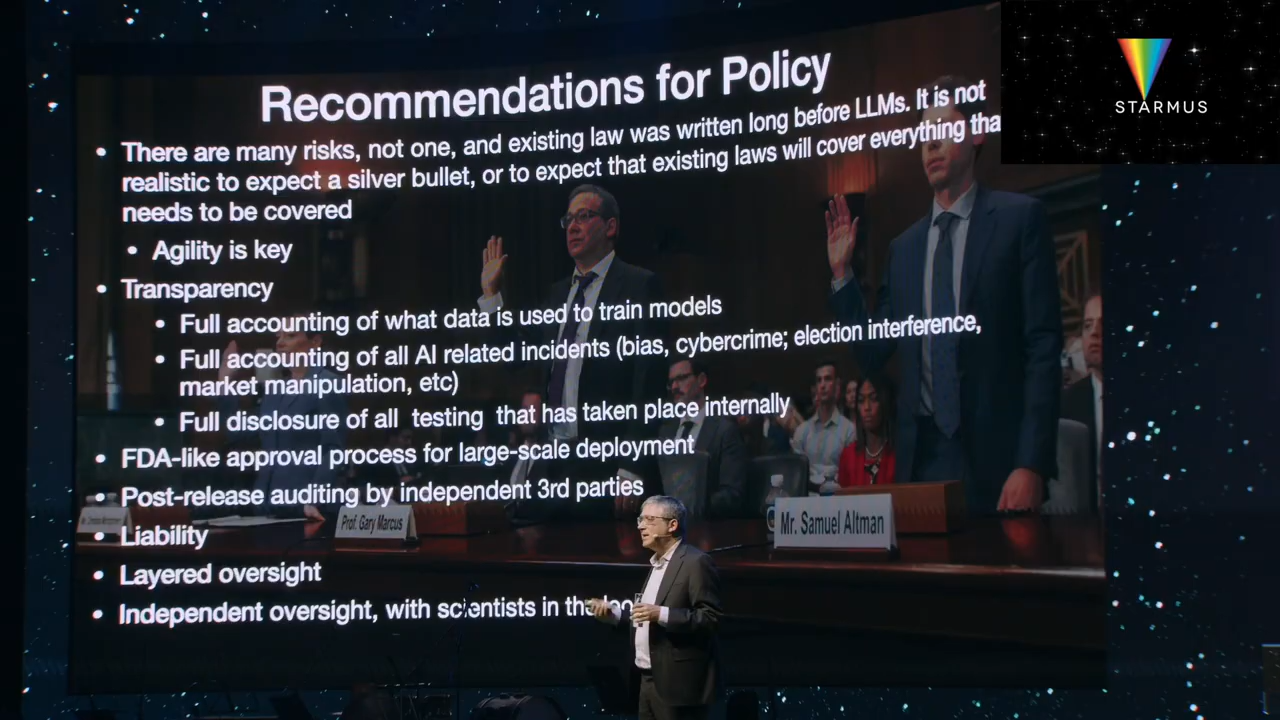 STARMUS
Recommendations for Policy
• There are many risks, not one, and existing law was written long before LLMs. It is not
realistic to expect a silver bullet, or to expect that existing laws will cover everything tha
needs to be covered
• Agility is key
• Transparency
• Full accounting of what data is used to train models
• Full accounting of all AI related incidents (bias, cybercrime; election interference,
market manipulation, etc)
• Full disclosure of all testing that has taken place internally
• FDA-like approval process for large-scale deployment
• Post-release auditing by independent 3rd parties
• Liability
• Layered oversight
• Independent oversight, with scientists in the loo
Prof. Gary Marcus
Mr. Samuel Altman